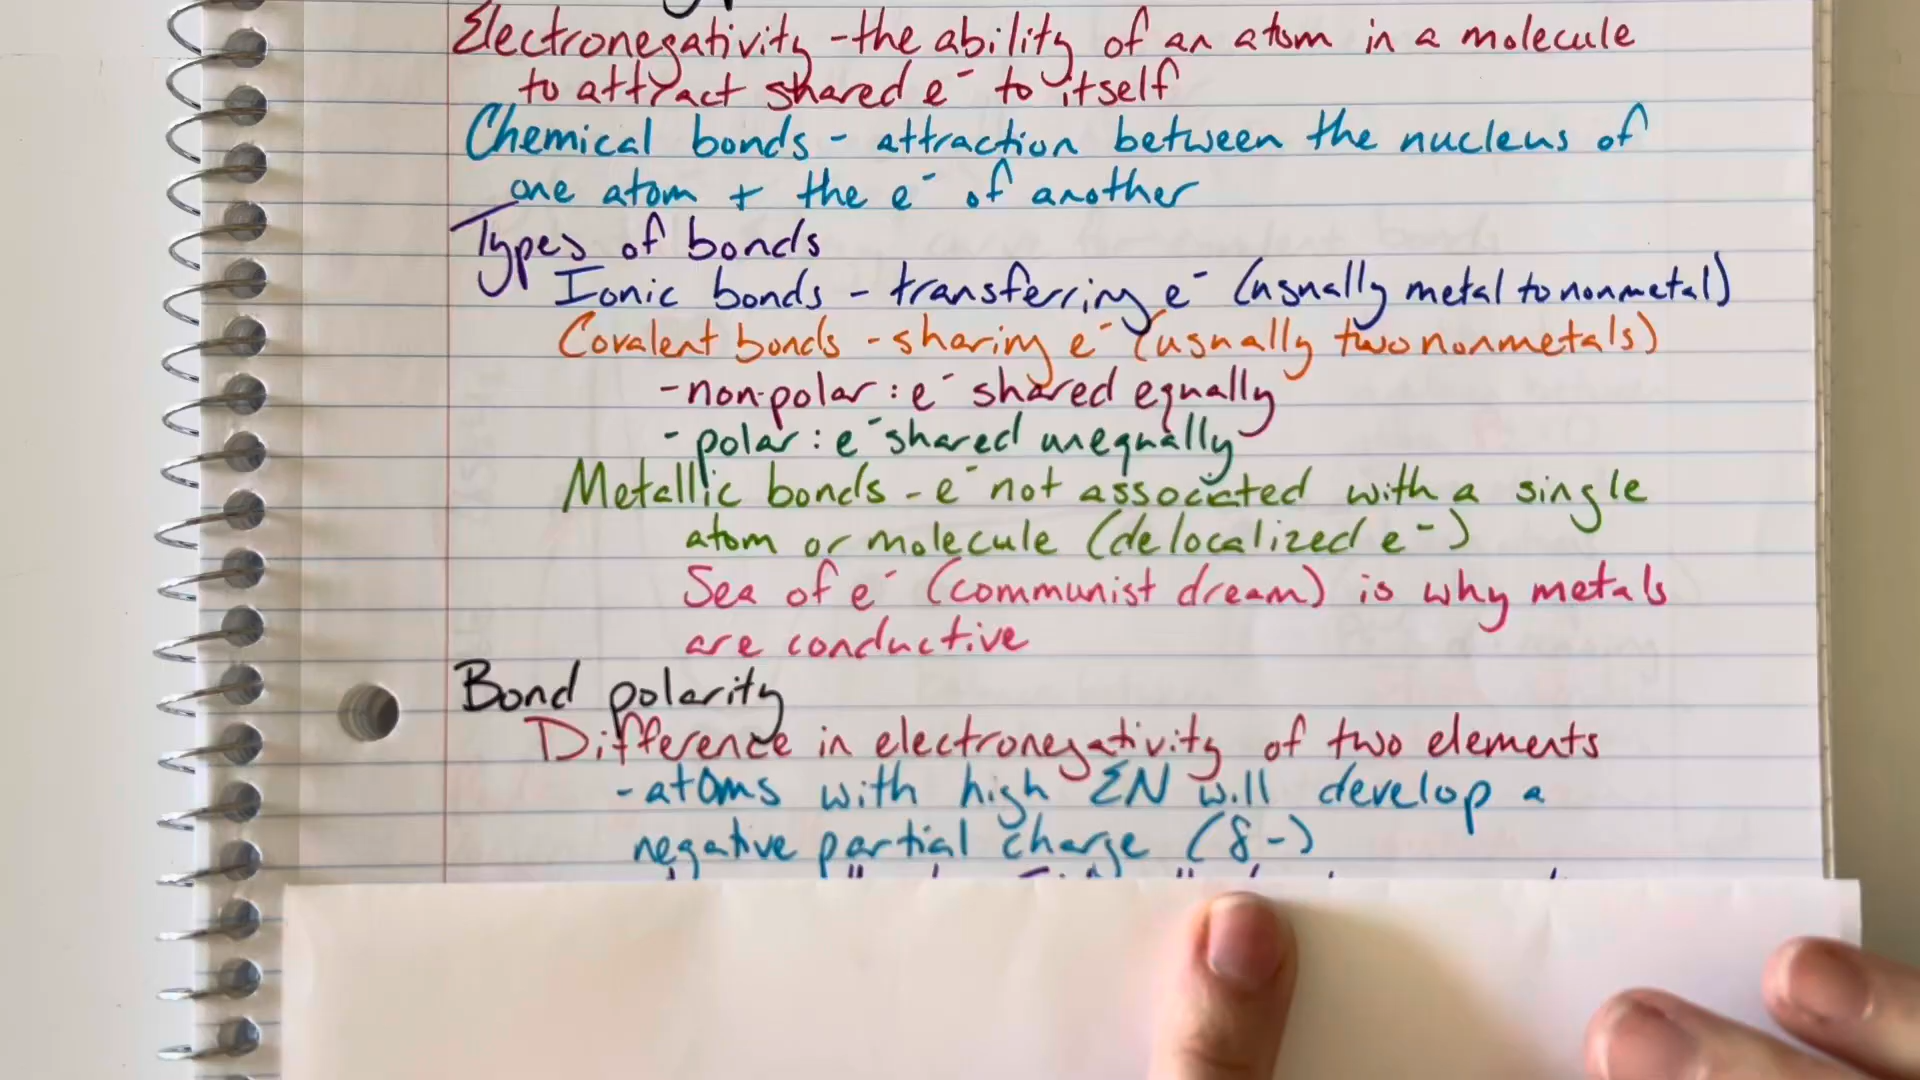 Electronegativity - the ability of an atom in a molecule
to attract shared e⁻ to itself
Chemical bonds - attraction between the nucleus of
one atom + the e⁻ of another
Types of bonds
Ionic bonds - transferring e⁻ (usually metal to nonmetal)
Covalent bonds - sharing e⁻ (usually two nonmetals)
- non-polar : e⁻ shared equally
- polar : e⁻ shared unequally
Metallic bonds - e⁻ not associated with a single
atom or molecule (delocalized e⁻)
Sea of e⁻ (communist dream) is why metals
are conductive
Bond polarity
Difference in electronegativity of two elements
- atoms with high EN will develop a
negative partial charge (δ-)